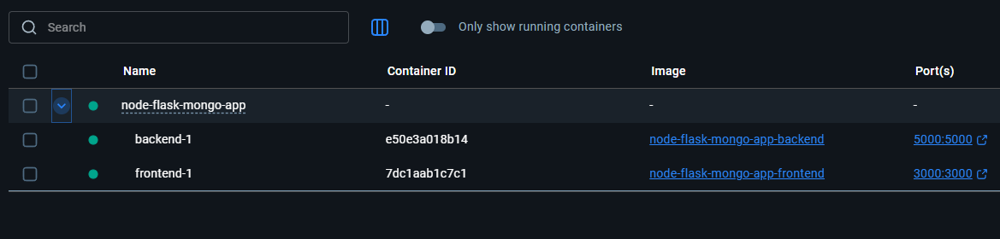 Search Only show running containers
Name Container ID Image Port(s)
node-flask-mongo-app - - -
backend-1 e50e3a018b14 node-flask-mongo-app-backend 5000:5000
frontend-1 7dc1aab1c7c1 node-flask-mongo-app-frontend 3000:3000